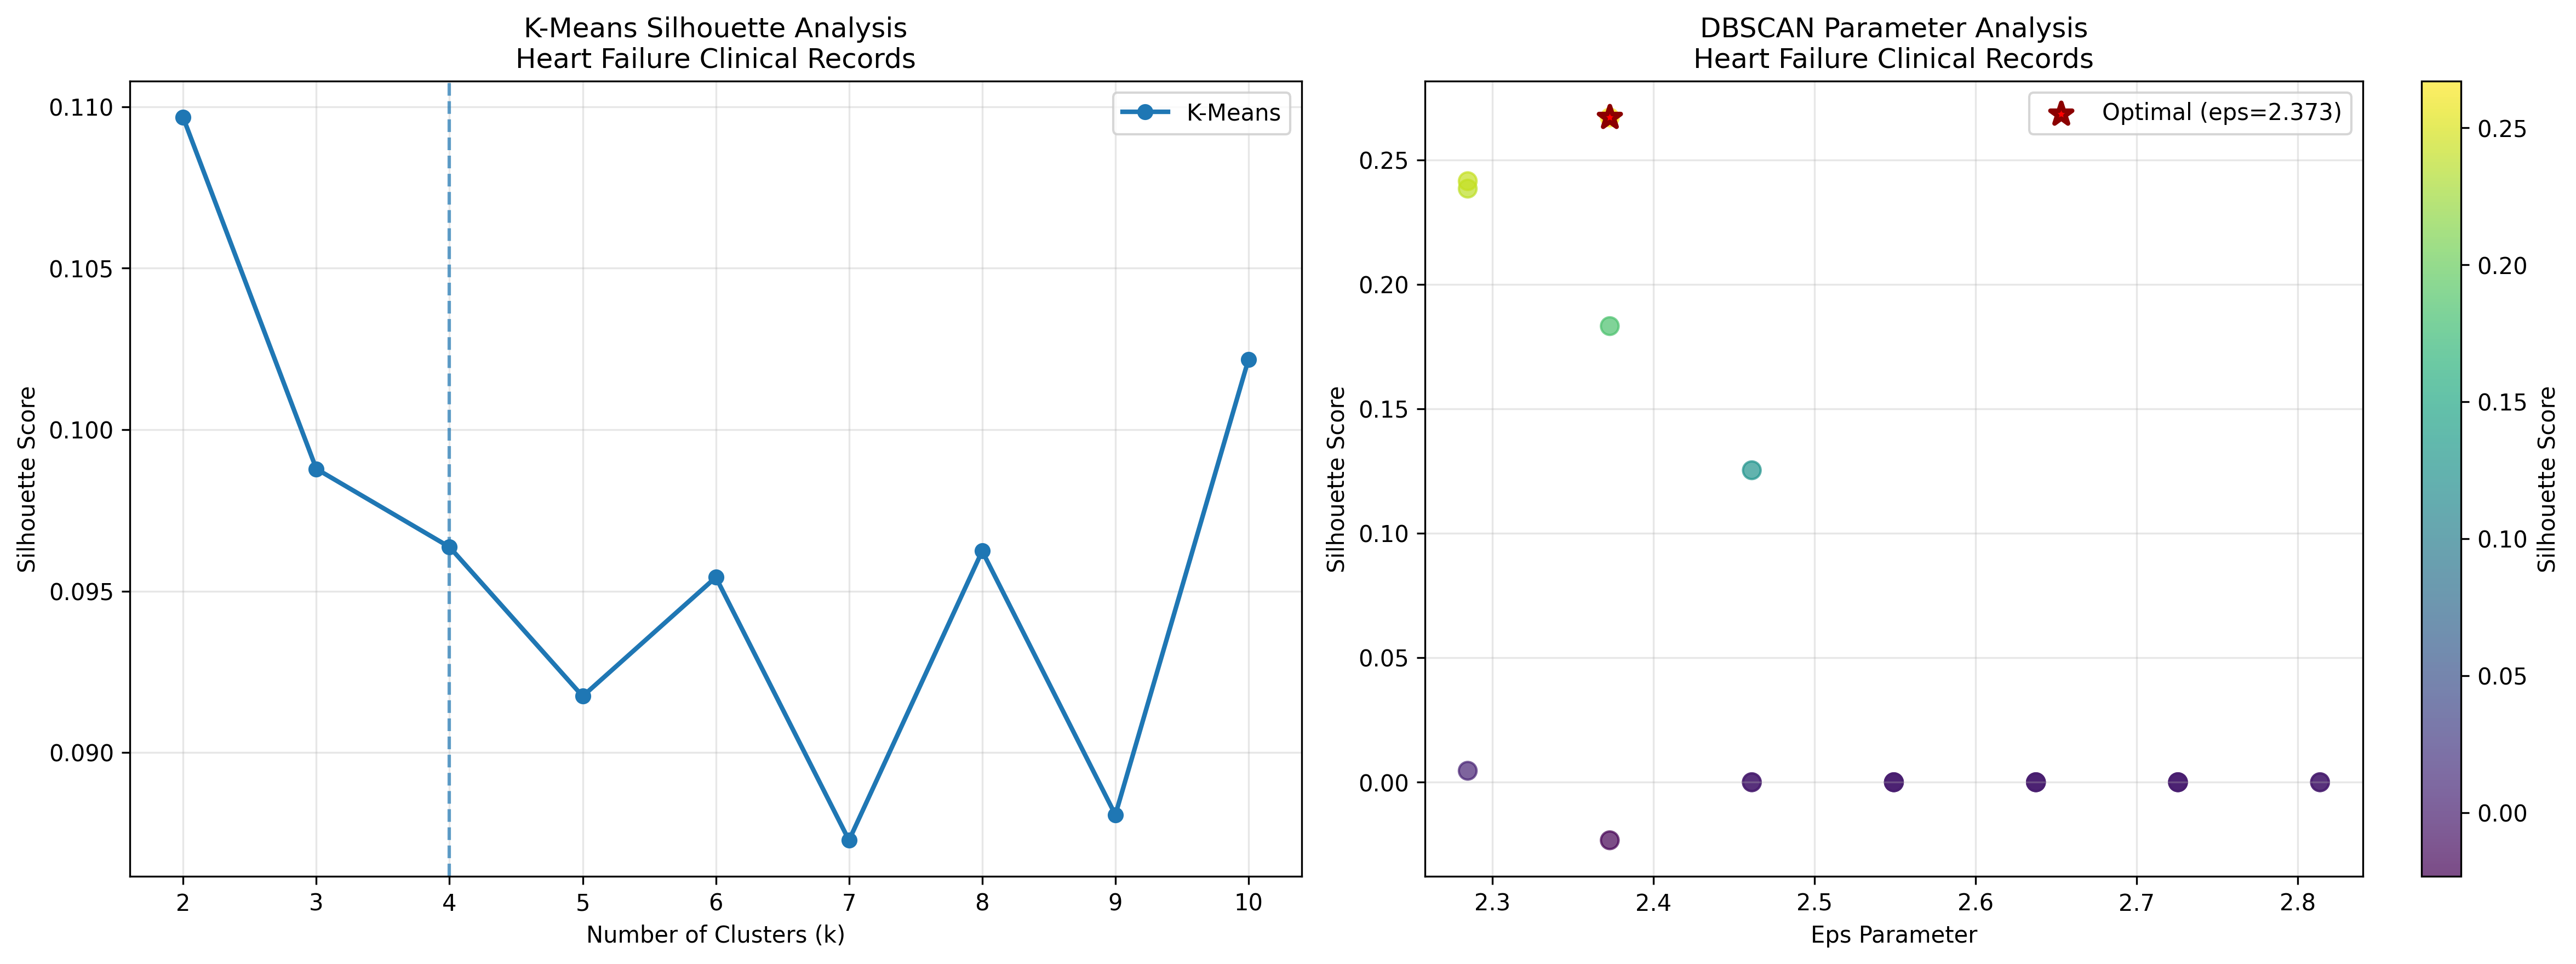 K-Means Silhouette Analysis
Heart Failure Clinical Records
K-Means
Silhouette Score
0.110
0.105
0.100
0.095
0.090
2 3 4 5 6 7 8 9 10
Number of Clusters (k)
DBSCAN Parameter Analysis
Heart Failure Clinical Records
Optimal (eps=2.373)
Silhouette Score
0.25
0.20
0.15
0.10
0.05
0.00
2.3 2.4 2.5 2.6 2.7 2.8
Eps Parameter
0.25
0.20
0.15
0.10
0.05
0.00
Silhouette Score